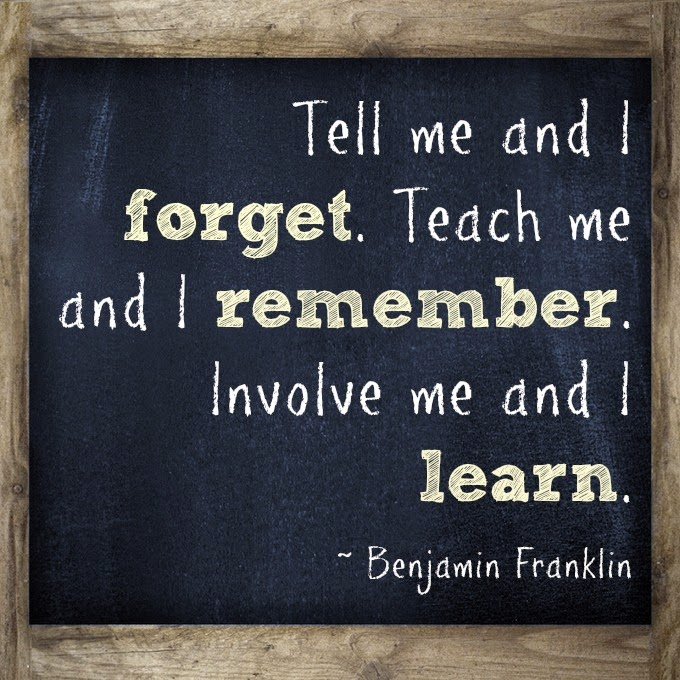 Tell me and I
forget. Teach me
and I remember.
Involve me and I
learn.
~ Benjamin Franklin